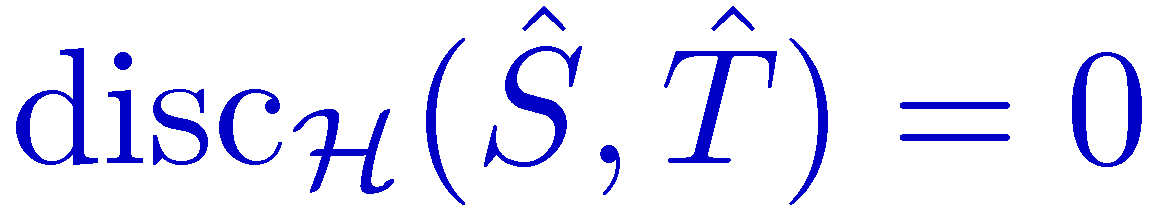 disc_ℋ(Ŝ, T̂) = 0